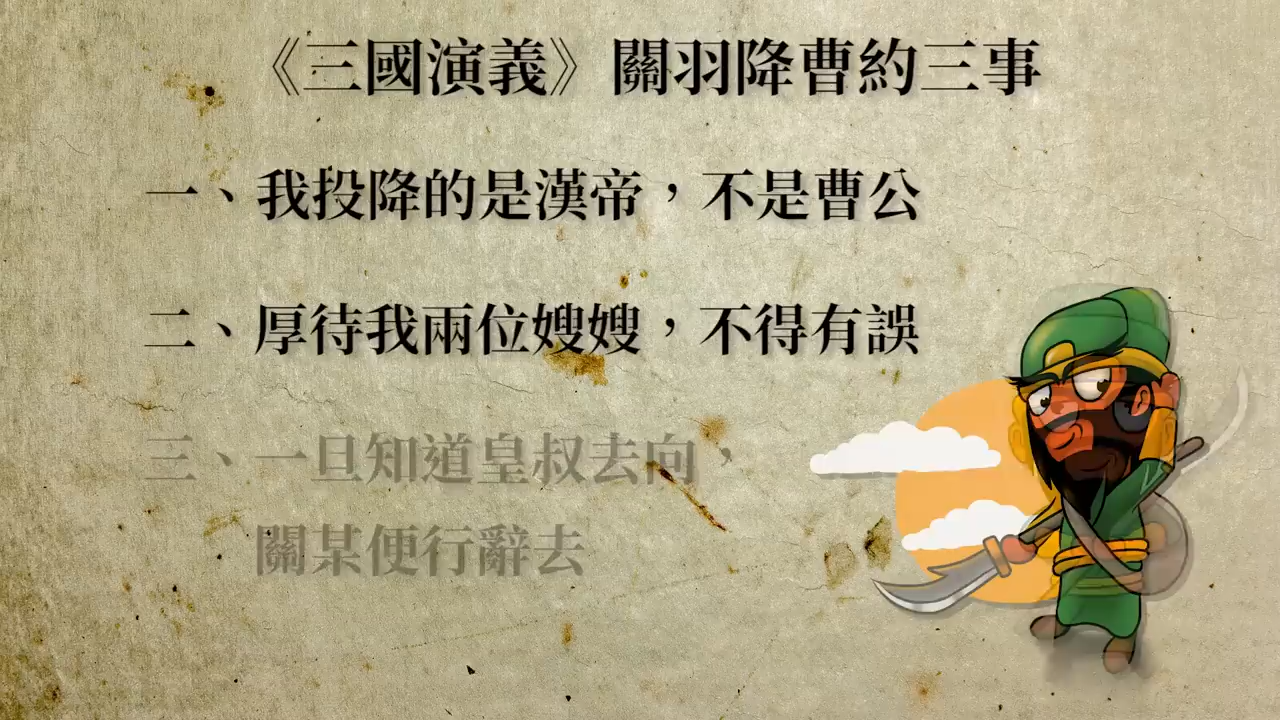 《三國演義》關羽降曹約三事
一、我投降的是漢帝，不是曹公
二、厚待我兩位嫂嫂，不得有誤
三、一旦知道皇叔去向，
關某便行辭去